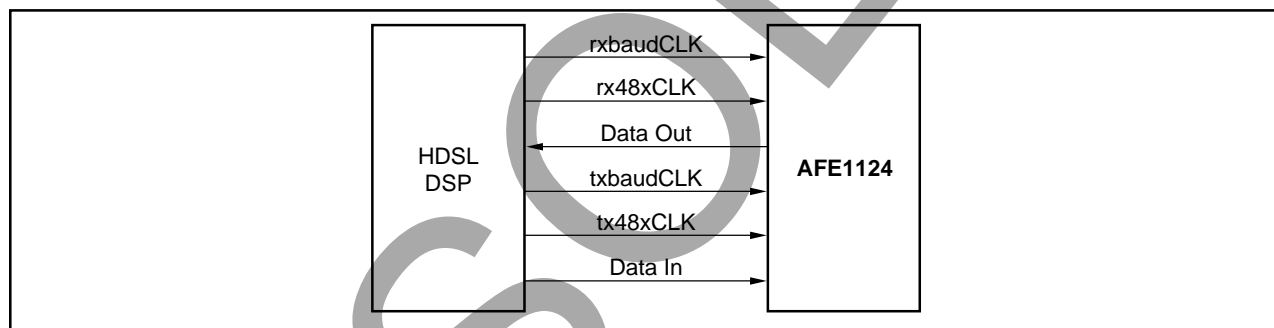 rxbaudCLK
rx48xCLK
Data Out
HDSL
DSP
AFE1124
txbaudCLK
tx48xCLK
Data In